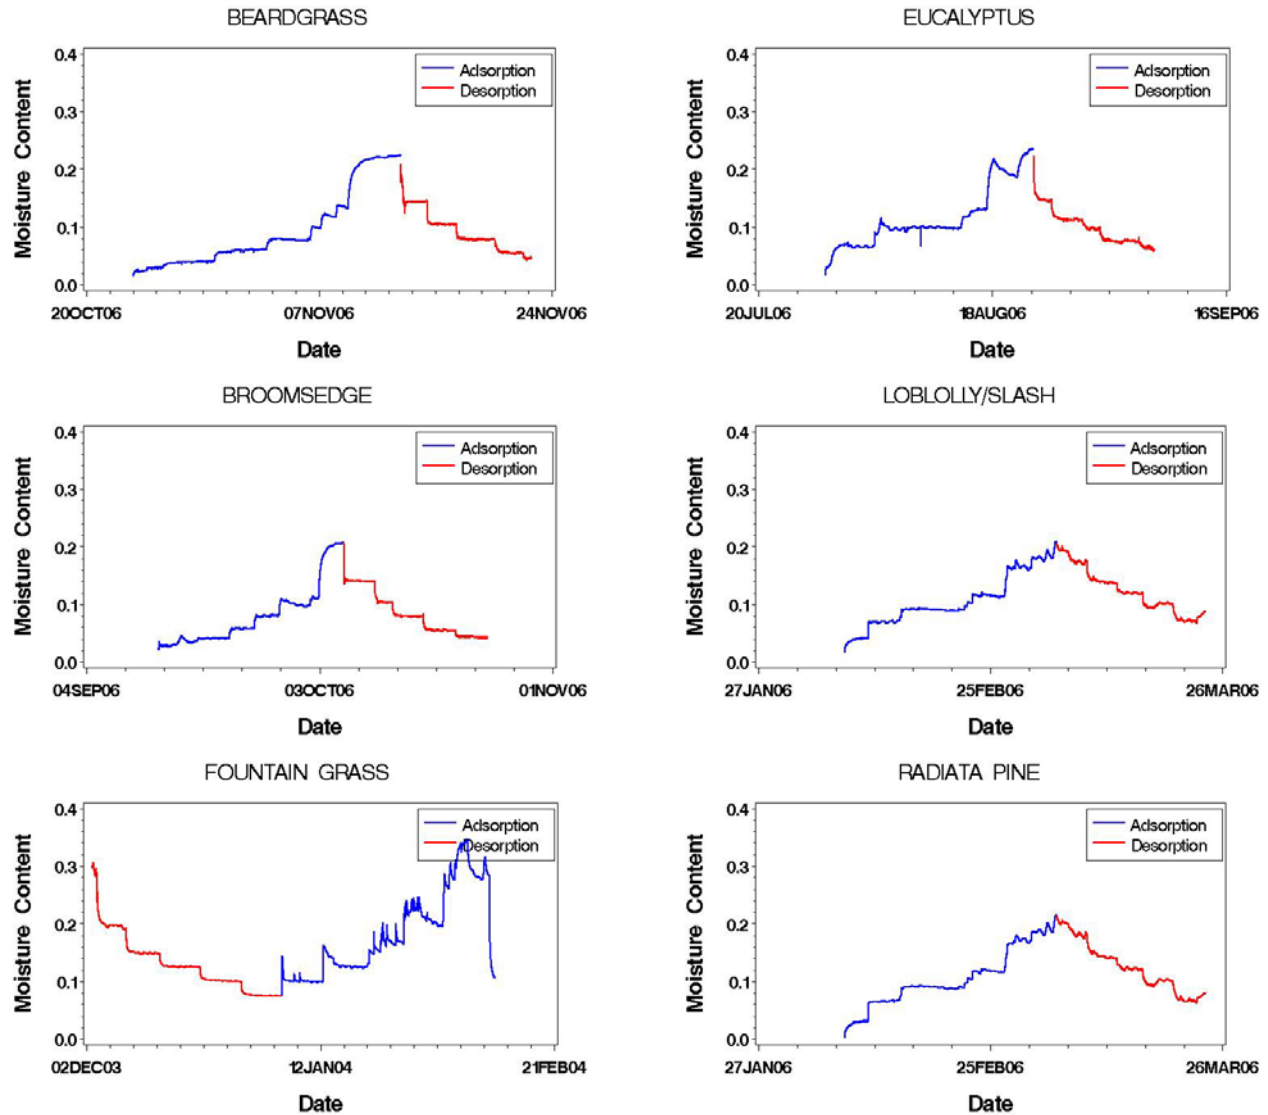 BEARDGRASS
Moisture Content
0.4
0.3
0.2
0.1
0.0
Adsorption
Desorption
20OCT06 07NOV06 24NOV06
Date
EUCALYPTUS
Moisture Content
0.4
0.3
0.2
0.1
0.0
Adsorption
Desorption
20JUL06 18AUG06 16SEP06
Date
BROOMSEDGE
Moisture Content
0.4
0.3
0.2
0.1
0.0
Adsorption
Desorption
04SEP06 03OCT06 01NOV06
Date
LOBLOLLY/SLASH
Moisture Content
0.4
0.3
0.2
0.1
0.0
Adsorption
Desorption
27JAN06 25FEB06 26MAR06
Date
FOUNTAIN GRASS
Moisture Content
0.4
0.3
0.2
0.1
0.0
Adsorption
Desorption
02DEC03 12JAN04 21FEB04
Date
RADIATA PINE
Moisture Content
0.4
0.3
0.2
0.1
0.0
Adsorption
Desorption
27JAN06 25FEB06 26MAR06
Date